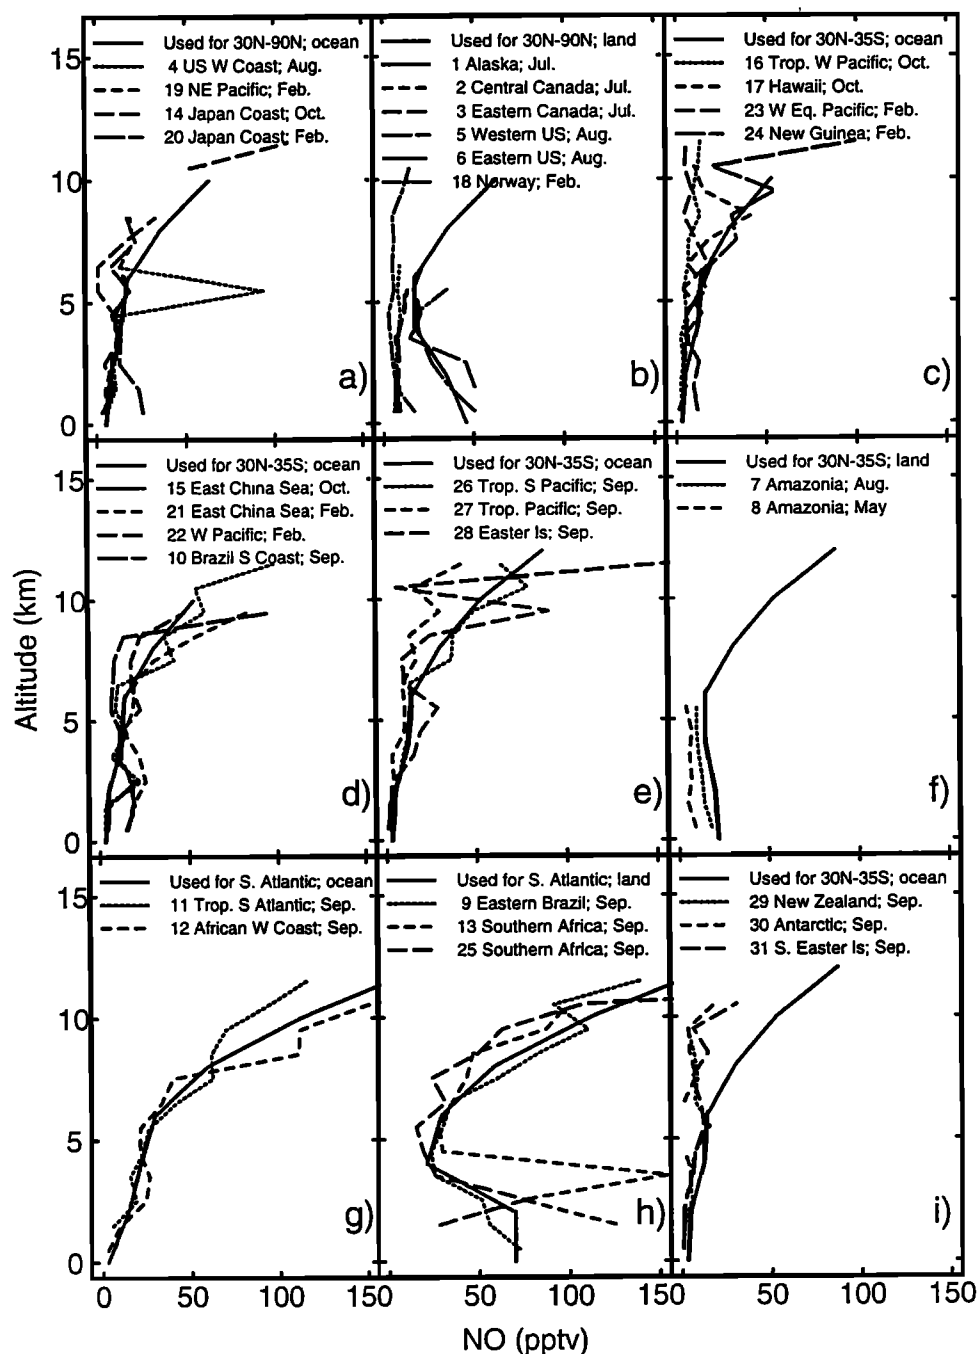 Used for 30N-90N; ocean
4 US W Coast; Aug.
19 NE Pacific; Feb.
14 Japan Coast; Oct.
20 Japan Coast; Feb.
a)
Used for 30N-90N; land
1 Alaska; Jul.
2 Central Canada; Jul.
3 Eastern Canada; Jul.
5 Western US; Aug.
6 Eastern US; Aug.
18 Norway; Feb.
b)
Used for 30N-35S; ocean
16 Trop. W Pacific; Oct.
17 Hawaii; Oct.
23 W Eq. Pacific; Feb.
24 New Guinea; Feb.
c)
15
10
5
0
Used for 30N-35S; ocean
15 East China Sea; Oct.
21 East China Sea; Feb.
22 W Pacific; Feb.
10 Brazil S Coast; Sep.
d)
Used for 30N-35S; ocean
26 Trop. S Pacific; Sep.
27 Trop. Pacific; Sep.
28 Easter Is; Sep.
e)
Used for 30N-35S; land
7 Amazonia; Aug.
8 Amazonia; May
f)
15
10
5
0
Altitude (km)
Used for S. Atlantic; ocean
11 Trop. S Atlantic; Sep.
12 African W Coast; Sep.
g)
Used for S. Atlantic; land
9 Eastern Brazil; Sep.
13 Southern Africa; Sep.
25 Southern Africa; Sep.
h)
Used for 30N-35S; ocean
29 New Zealand; Sep.
30 Antarctic; Sep.
31 S. Easter Is; Sep.
i)
15
10
5
0
0 50 100 150 50 100 150 50 100 150
NO (pptv)